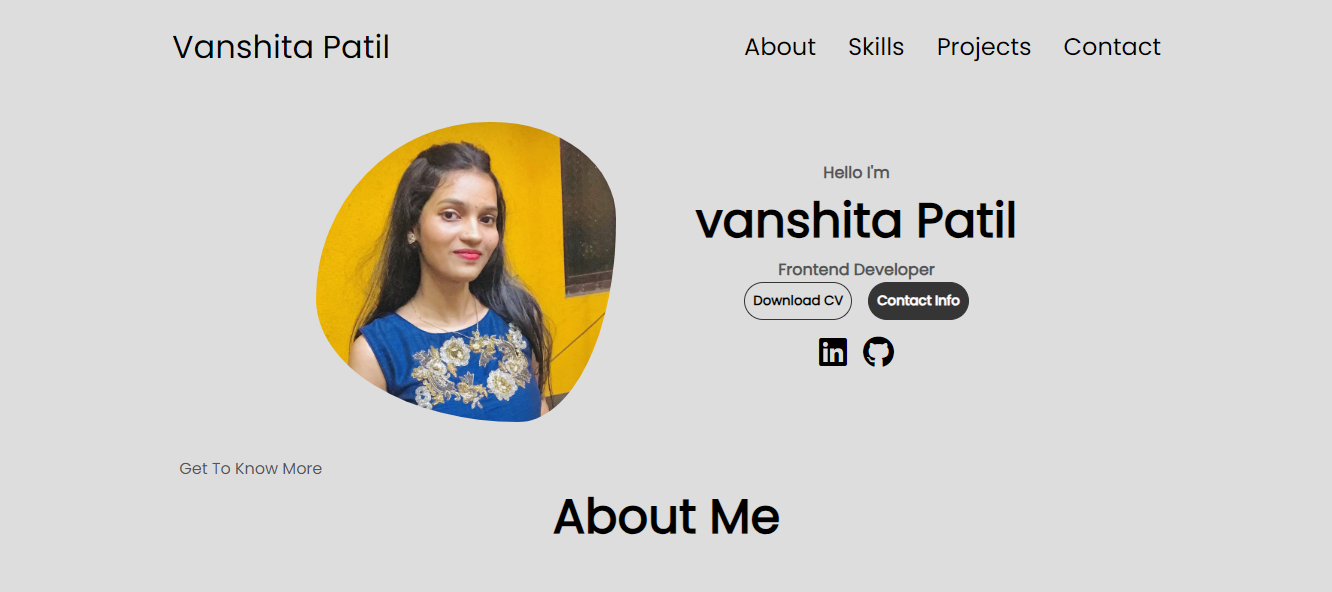 Vanshita Patil
About Skills Projects Contact
Hello I'm
vanshita Patil
Frontend Developer
Download CV Contact Info
in
Get To Know More
About Me